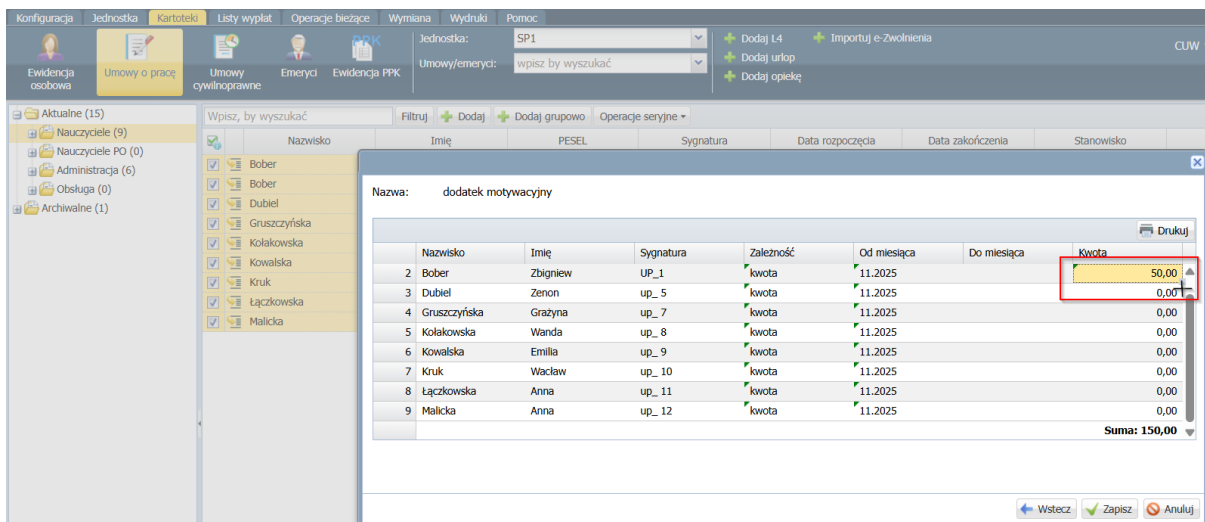 Konfiguracja Jednostka Kartoteki Listy wypłat Operacje bieżące Wymiana Wydruki Pomoc
Ewidencja osobowa
Umowy o pracę
Umowy cywilnoprawne
Emeryci
PPK
Ewidencja PPK
Jednostka: SP1
Umowy/emeryci: wpisz by wyszukać
Dodaj L4 Importuj e-Zwolnienia
Dodaj urlop
Dodaj opiekę
CUW
Aktualne (15)
Nauczyciele (9)
Nauczyciele PO (0)
Administracja (6)
Obsługa (0)
Archiwalne (1)
Wpisz, by wyszukać Filtruj Dodaj Dodaj grupowo Operacje seryjne
Nazwisko Imię PESEL Sygnatura Data rozpoczęcia Data zakończenia Stanowisko
Bober
Bober
Dubiel
Gruszczyńska
Kołakowska
Kowalska
Kruk
Łączkowska
Malicka
Nazwa: dodatek motywacyjny
Drukuj
Nazwisko Imię Sygnatura Zależność Od miesiąca Do miesiąca Kwota
2 Bober Zbigniew UP_1 kwota 11.2025 50,00
3 Dubiel Zenon up_ 5 kwota 11.2025 0,00
4 Gruszczyńska Grażyna up_ 7 kwota 11.2025 0,00
5 Kołakowska Wanda up_ 8 kwota 11.2025 0,00
6 Kowalska Emilia up_ 9 kwota 11.2025 0,00
7 Kruk Wacław up_ 10 kwota 11.2025 0,00
8 Łączkowska Anna up_ 11 kwota 11.2025 0,00
9 Malicka Anna up_ 12 kwota 11.2025 0,00
Suma: 150,00
Wstecz Zapisz Anuluj